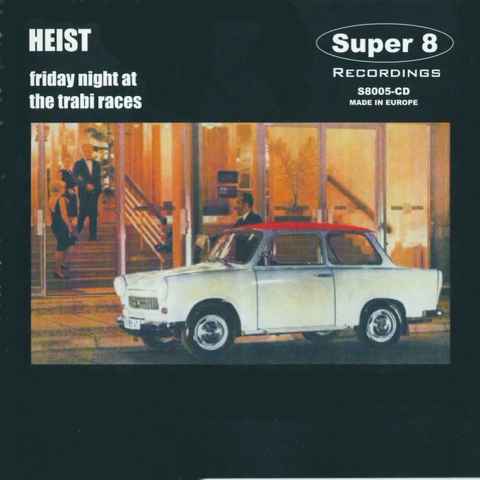 HEIST
friday night at
the trabi races
Super 8
RECORDINGS
S8005-CD
MADE IN EUROPE